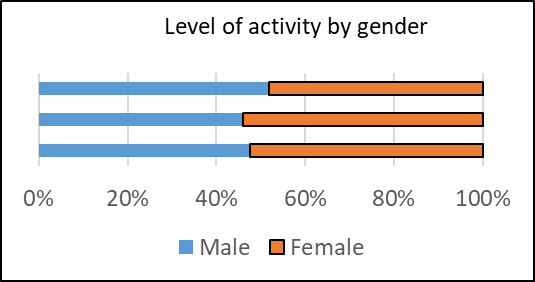 Level of activity by gender
0% 20% 40% 60% 80% 100%
Male Female